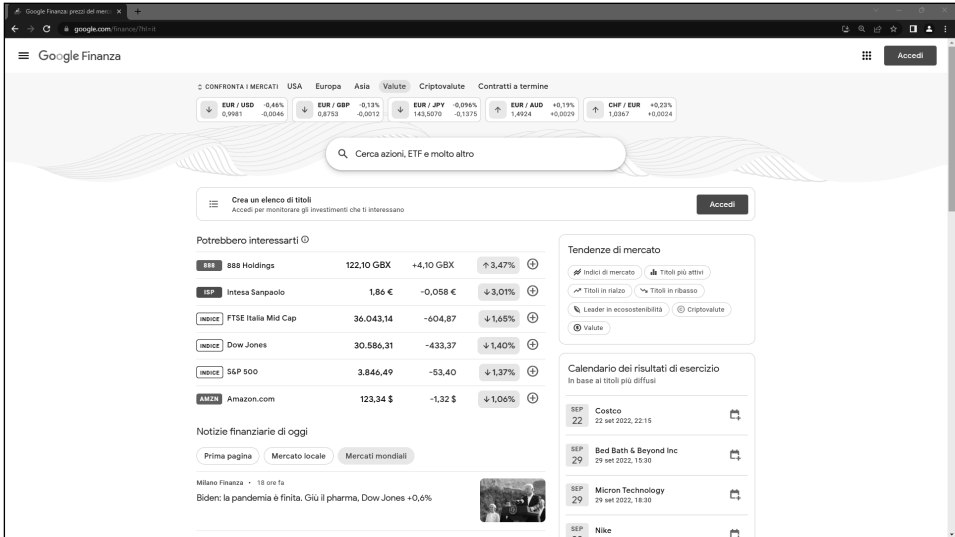 Google Finanza: prezzi del merc
google.com/finance/?hl=it
Google Finanza
Accedi
CONFRONTA I MERCATI USA Europa Asia Valute Criptovalute Contratti a termine
EUR / USD -0,46% EUR / GBP -0,13% EUR / JPY -0,096% EUR / AUD +0,19% CHF / EUR +0,23%
0,9981 -0,0046 0,8753 -0,0012 143,5070 -0,1375 1,4924 +0,0029 1,0367 +0,0024
Cerca azioni, ETF e molto altro
Crea un elenco di titoli
Accedi per monitorare gli investimenti che ti interessano
Accedi
Potrebbero interessarti
888 888 Holdings 122,10 GBX +4,10 GBX 3,47%
ISP Intesa Sanpaolo 1,86 € -0,058 € 3,01%
INDICE FTSE Italia Mid Cap 36.043,14 -604,87 1,65%
INDICE Dow Jones 30.586,31 -433,37 1,40%
INDICE S&P 500 3.846,49 -53,40 1,37%
AMZN Amazon.com 123,34 $ -1,32 $ 1,06%
Notizie finanziarie di oggi
Prima pagina Mercato locale Mercati mondiali
Milano Finanza • 18 ore fa
Biden: la pandemia è finita. Giù il pharma, Dow Jones +0,6%
Tendenze di mercato
Indici di mercato Titoli più attivi
Titoli in rialzo Titoli in ribasso
Leader in ecosostenibilità Criptovalute
Valute
Calendario dei risultati di esercizio
In base ai titoli più diffusi
SEP
22
Costco
22 set 2022, 22:15
SEP
29
Bed Bath & Beyond Inc
29 set 2022, 15:30
SEP
29
Micron Technology
29 set 2022, 18:30
SEP
Nike